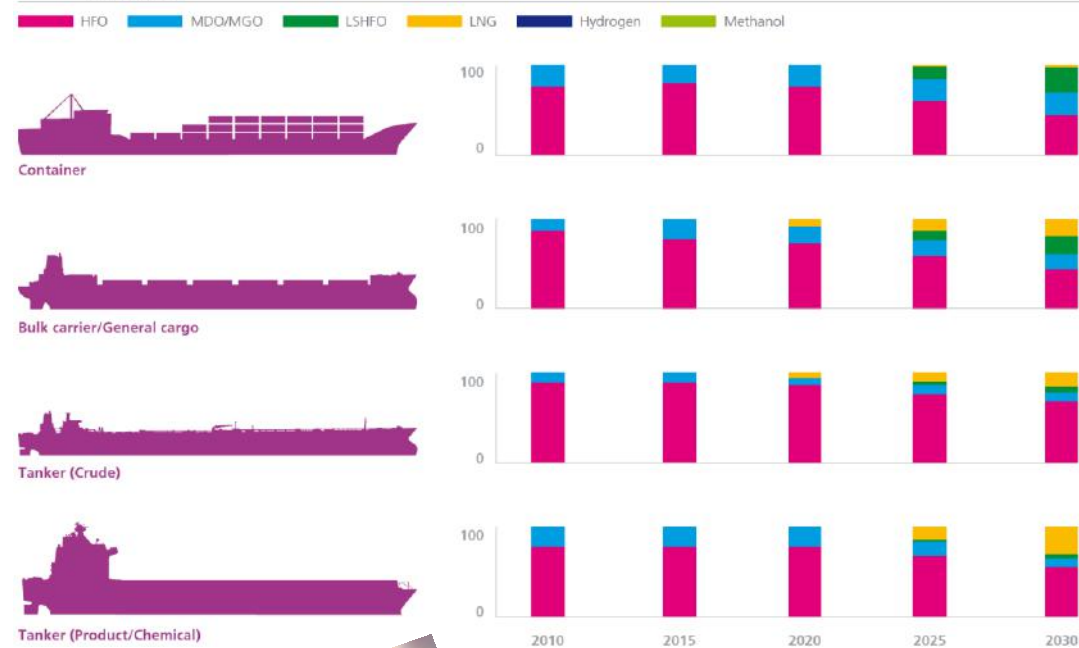 HFO MDO/MGO LSHFO LNG Hydrogen Methanol
100
0
Container
100
0
Bulk carrier/General cargo
100
0
Tanker (Crude)
100
0
Tanker (Product/Chemical)
2010 2015 2020 2025 2030